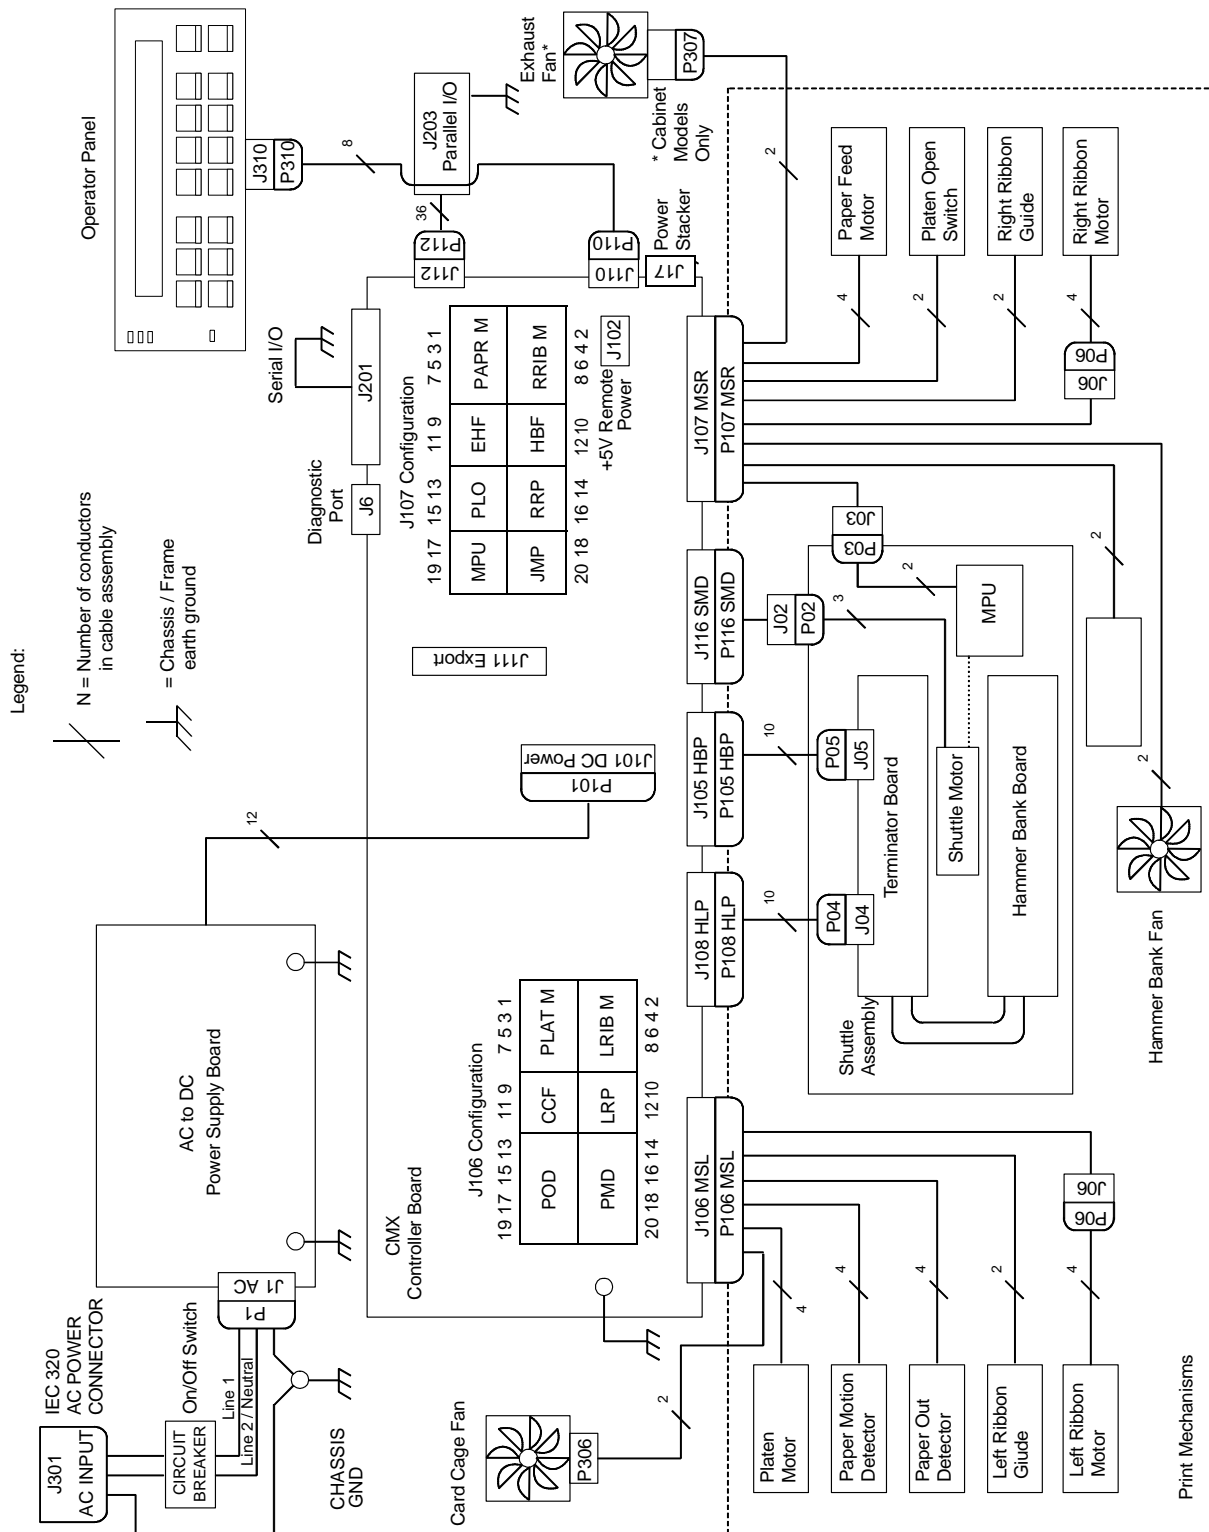 Legend:
N = Number of conductors
in cable assembly
= Chassis / Frame
earth ground
Operator Panel
J310
P310
8
J203
Parallel I/O
36
P112
J112
P110
J110
J17
Power
Stacker
Exhaust
Fan*
P307
* Cabinet
Models
Only
2
Serial I/O
J201
Diagnostic
Port
J6
J107 Configuration
19 17 15 13 11 9 7 5 3 1
MPU PLO EHF PAPR M
JMP RRP HBF RRIB M
20 18 16 14 12 10 8 6 4 2
+5V Remote
Power
J102
J111 Export
P101
J101 DC Power
12
AC to DC
Power Supply Board
J1 AC
P1
IEC 320
AC POWER
CONNECTOR
J301
AC INPUT
On/Off Switch
CIRCUIT
BREAKER
Line 1
Line 2 / Neutral
CHASSIS
GND
CMX
Controller Board
J106 Configuration
19 17 15 13 11 9 7 5 3 1
POD CCF PLAT M
PMD LRP LRIB M
20 18 16 14 12 10 8 6 4 2
J106 MSL
P106 MSL
J108 HLP
P108 HLP
J105 HBP
P105 HBP
J116 SMD
P116 SMD
J107 MSR
P107 MSR
Card Cage Fan
P306
2
Platen
Motor
4
Paper Motion
Detector
4
Paper Out
Detector
4
Left Ribbon
Giude
2
Left Ribbon
Motor
4
P06
J06
Print Mechanisms
Shuttle
Assembly
10
P04
J04
10
P05
J05
Terminator Board
Hammer Bank Board
Shuttle Motor
J02
P02
3
MPU
2
J03
P03
Hammer Bank Fan
2
2
Paper Feed
Motor
4
Platen Open
Switch
2
Right Ribbon
Guide
2
Right Ribbon
Motor
4
P06
J06